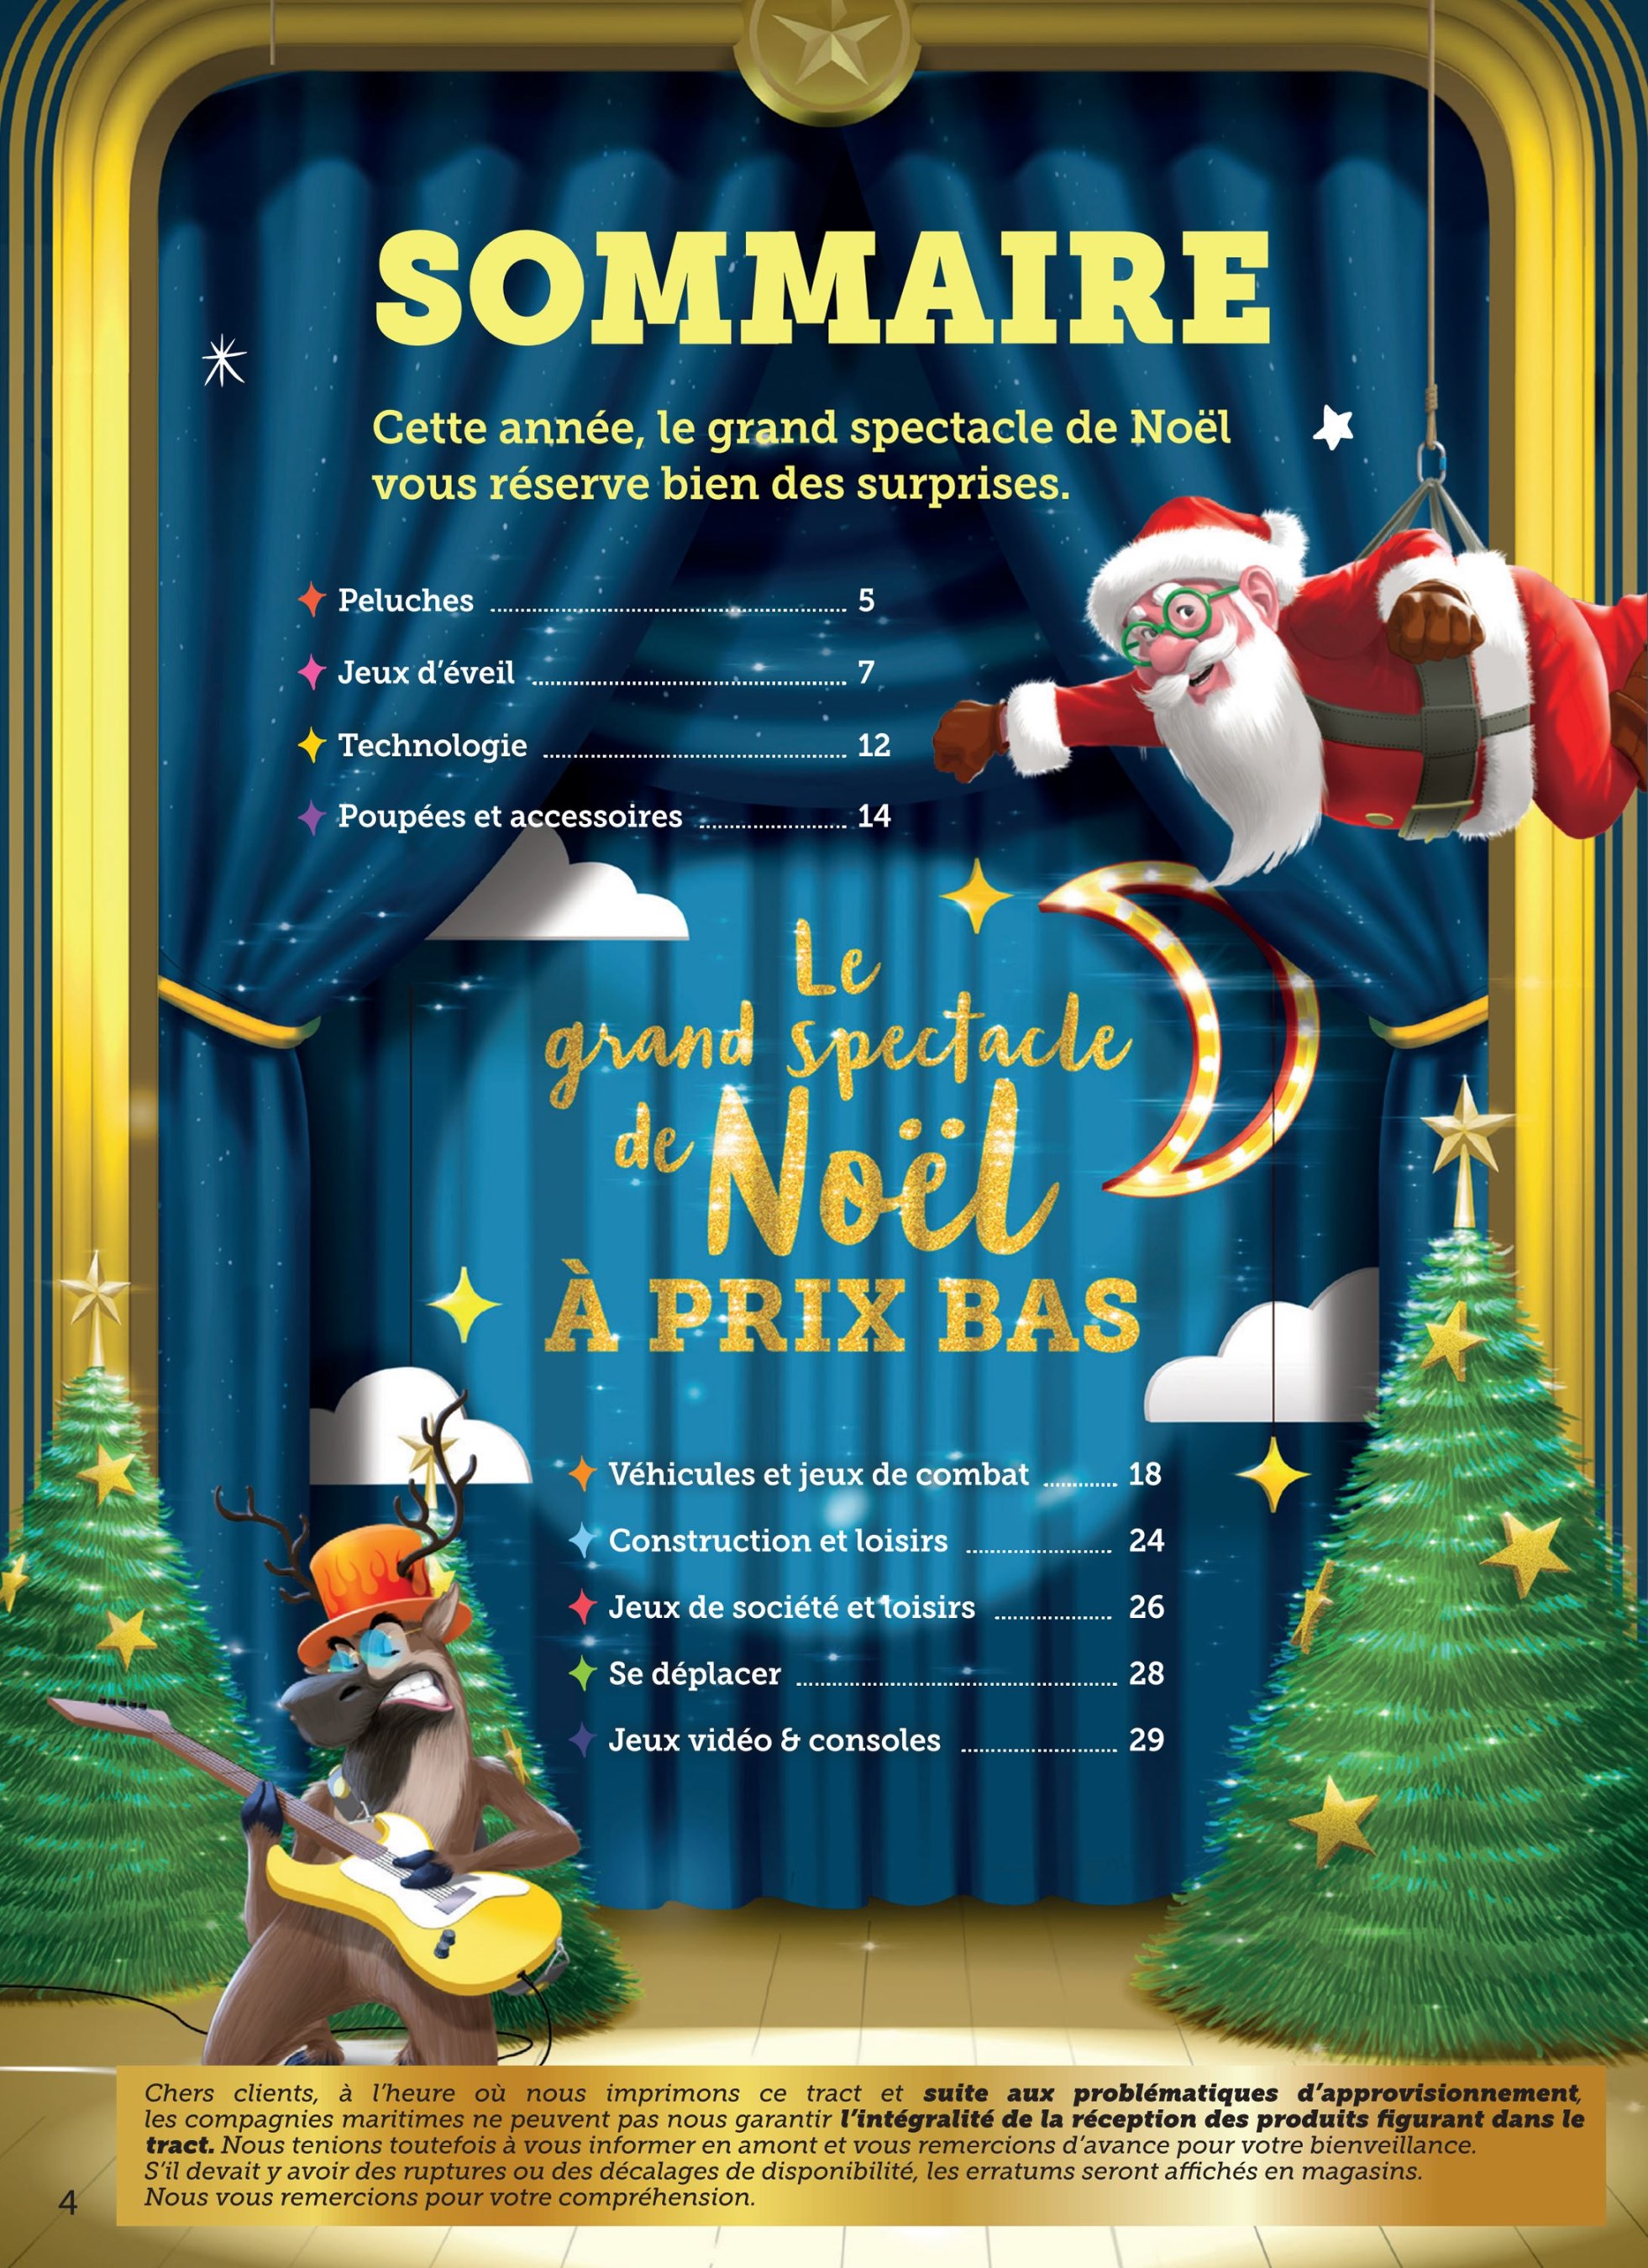 SOMMAIRE
Cette année, le grand spectacle de Noël
vous réserve bien des surprises.
Peluches ........................ 5
Jeux d'éveil ........................ 7
Technologie ........................ 12
Poupées et accessoires ............ 14
Le
grand spectacle
de Noël
À PRIX BAS
Véhicules et jeux de combat ........ 18
Construction et loisirs ............ 24
Jeux de société et loisirs ............ 26
Se déplacer ........................ 28
Jeux vidéo & consoles ............ 29
Chers clients, à l'heure où nous imprimons ce tract et suite aux problématiques d'approvisionnement,
les compagnies maritimes ne peuvent pas nous garantir l'intégralité de la réception des produits figurant dans le
tract. Nous tenions toutefois à vous informer en amont et vous remercions d'avance pour votre bienveillance.
S'il devait y avoir des ruptures ou des décalages de disponibilité, les erratums seront affichés en magasins.
Nous vous remercions pour votre compréhension.
4